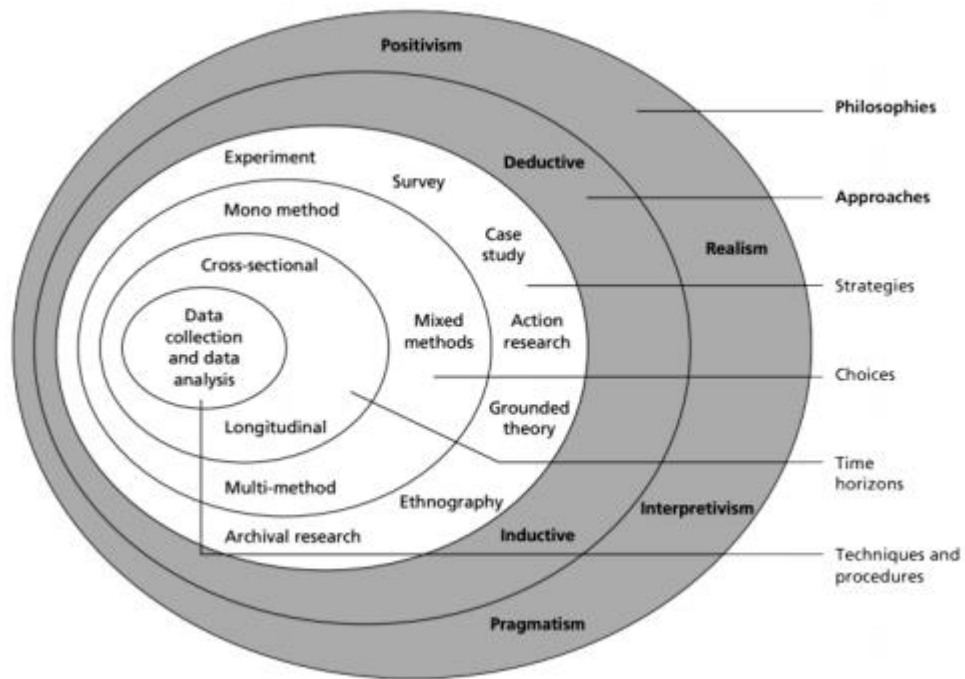 Positivism
Philosophies
Experiment
Deductive
Survey
Approaches
Mono method
Case
study
Realism
Cross-sectional
Strategies
Data
collection
and data
analysis
Mixed
methods
Action
research
Choices
Grounded
theory
Longitudinal
Time
horizons
Multi-method
Ethnography
Interpretivism
Archival research
Inductive
Techniques and
procedures
Pragmatism